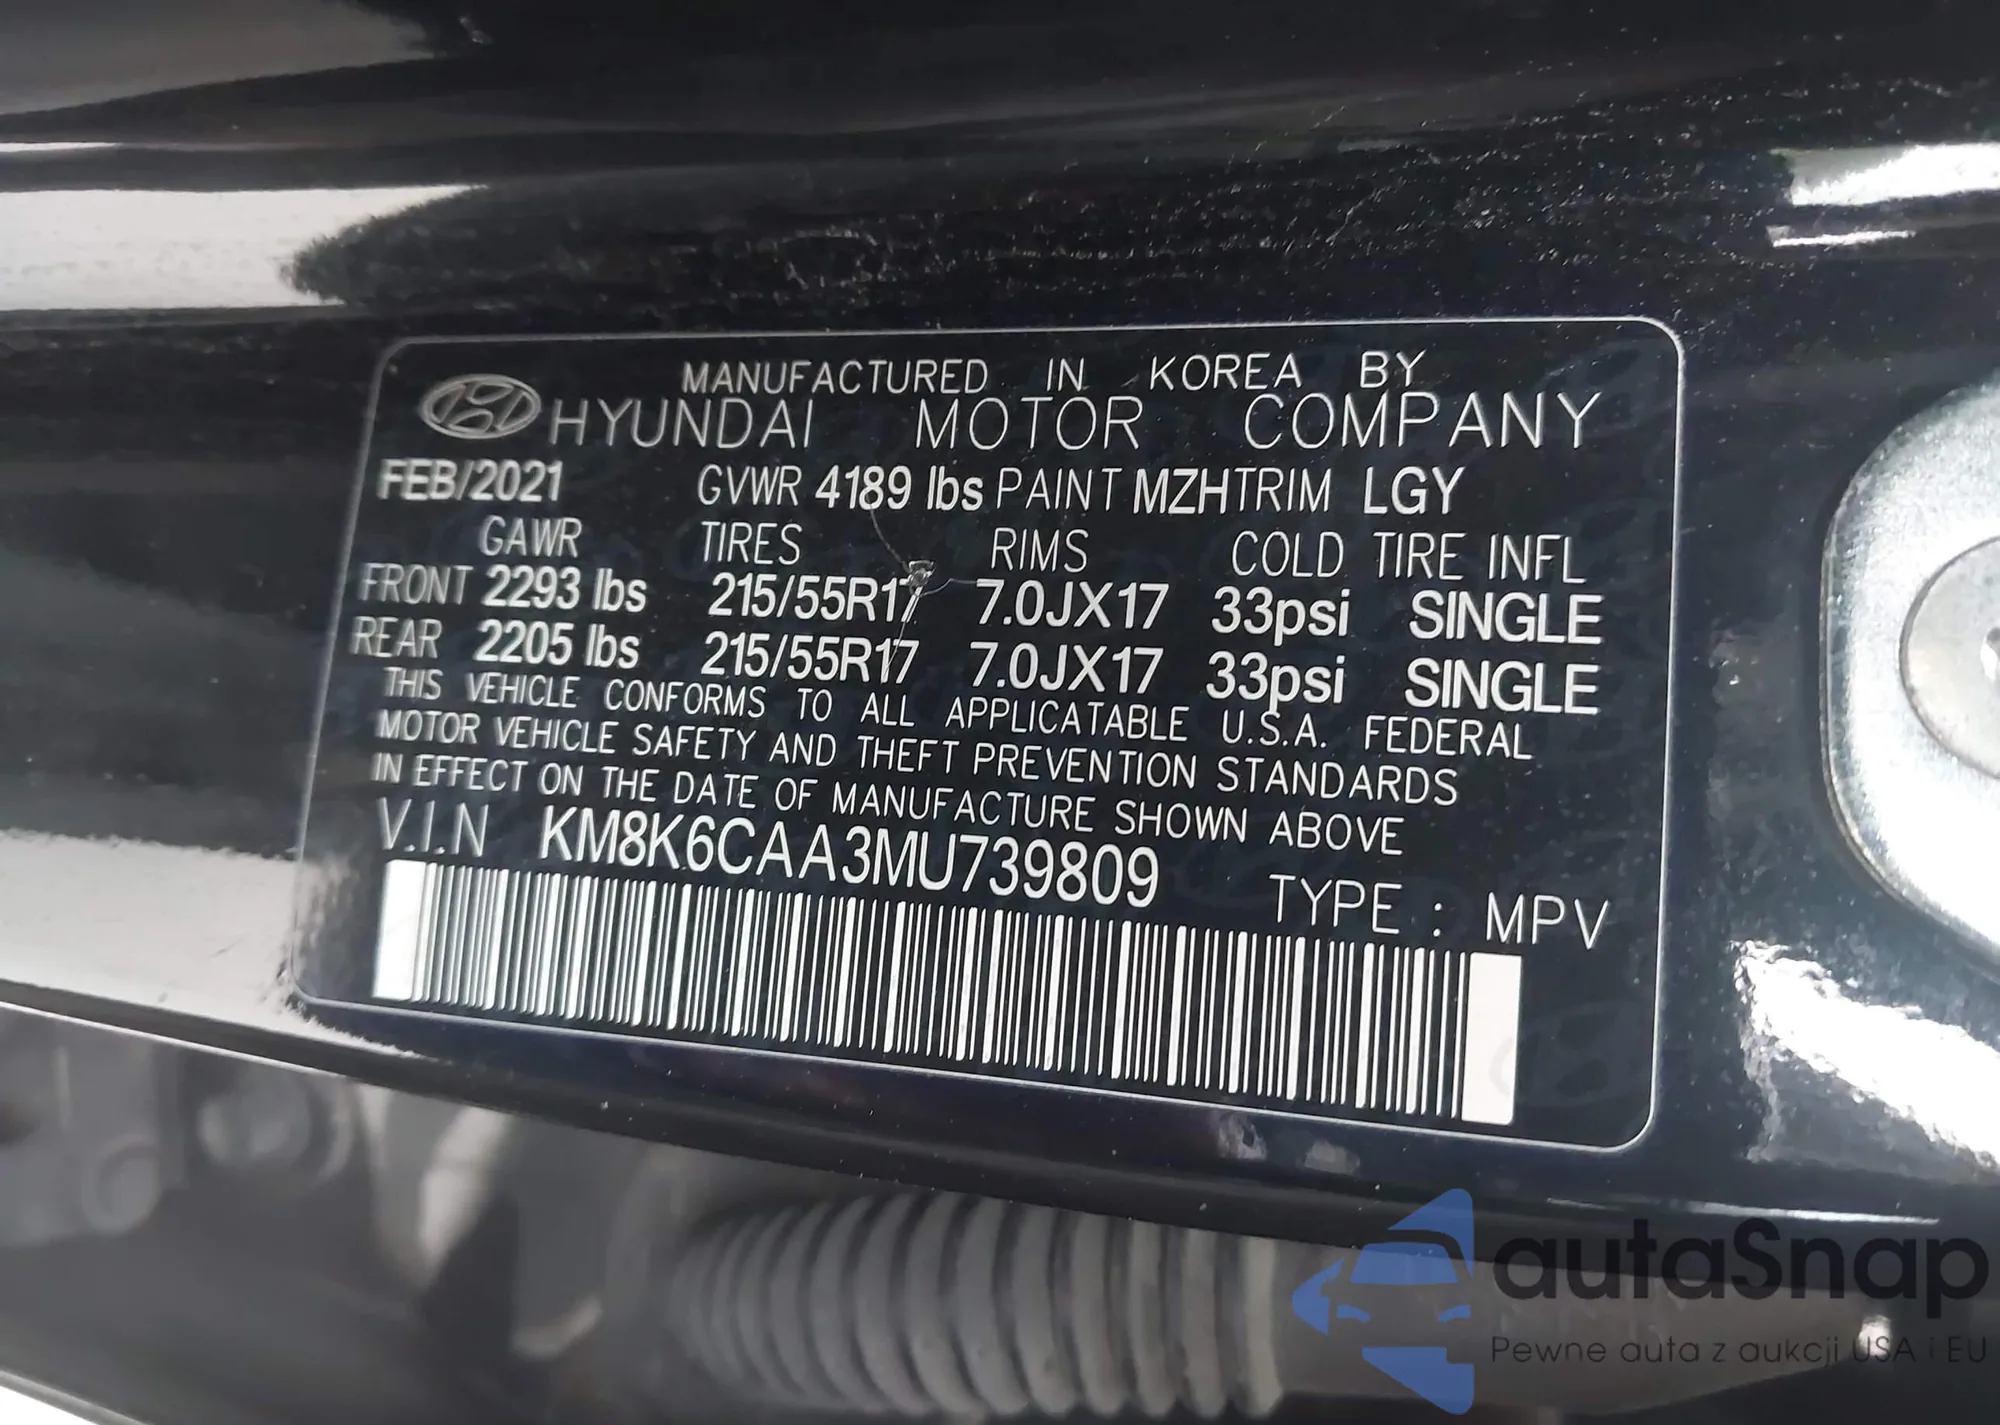 MANUFACTURED IN KOREA BY
HYUNDAI MOTOR COMPANY
FEB/2021 GVWR 4189 lbs PAINT MZH TRIM LGY
GAWR TIRES RIMS COLD TIRE INFL
FRONT 2293 lbs 215/55R17 7.0JX17 33psi SINGLE
REAR 2205 lbs 215/55R17 7.0JX17 33psi SINGLE
THIS VEHICLE CONFORMS TO ALL APPLICATABLE U.S.A. FEDERAL
MOTOR VEHICLE SAFETY AND THEFT PREVENTION STANDARDS
IN EFFECT ON THE DATE OF MANUFACTURE SHOWN ABOVE
V.I.N KM8K6CAA3MU739809
TYPE : MPV
autaSnap
Pewne auta z aukcji USA i EU